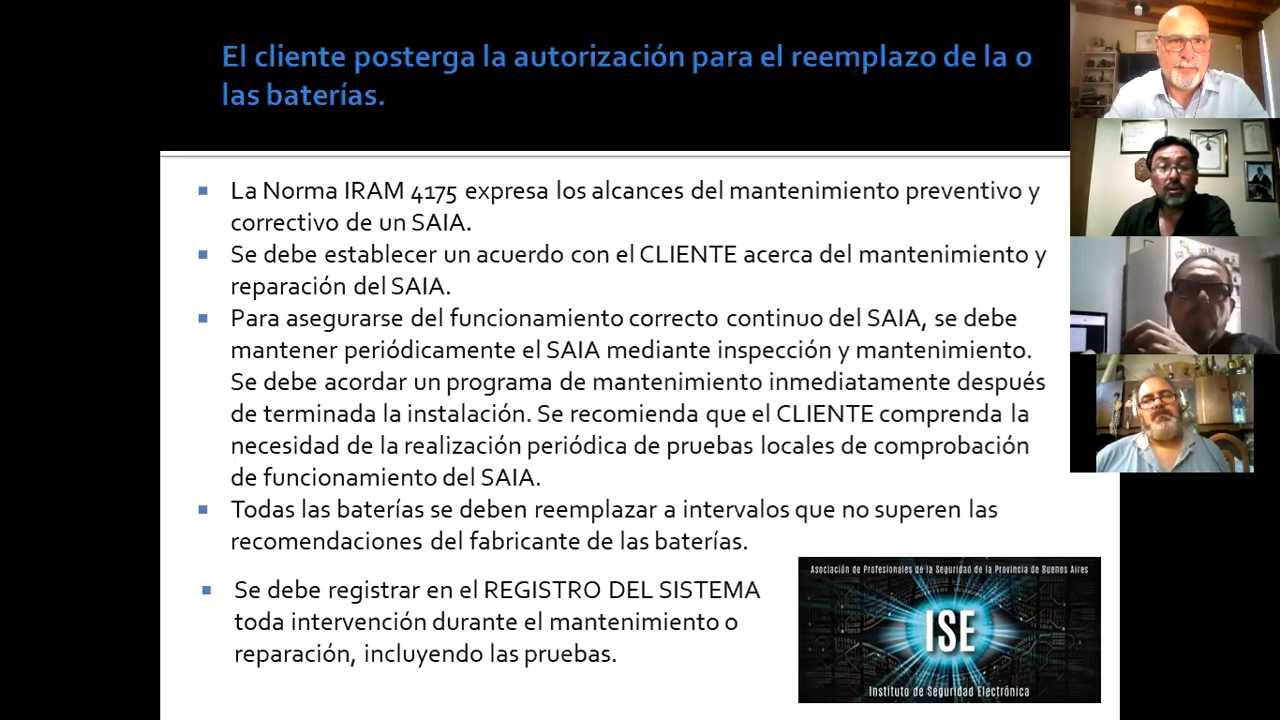 El cliente posterga la autorización para el reemplazo de la o
las baterías.
La Norma IRAM 4175 expresa los alcances del mantenimiento preventivo y
correctivo de un SAIA.
Se debe establecer un acuerdo con el CLIENTE acerca del mantenimiento y
reparación del SAIA.
Para asegurarse del funcionamiento correcto continuo del SAIA, se debe
mantener periódicamente el SAIA mediante inspección y mantenimiento.
Se debe acordar un programa de mantenimiento inmediatamente después
de terminada la instalación. Se recomienda que el CLIENTE comprenda la
necesidad de la realización periódica de pruebas locales de comprobación
de funcionamiento del SAIA.
Todas las baterías se deben reemplazar a intervalos que no superen las
recomendaciones del fabricante de las baterías.
Se debe registrar en el REGISTRO DEL SISTEMA
toda intervención durante el mantenimiento o
reparación, incluyendo las pruebas.
Asociación de Profesionales de la Seguridad de la Provincia de Buenos Aires
ISE
Instituto de Seguridad Electrónica